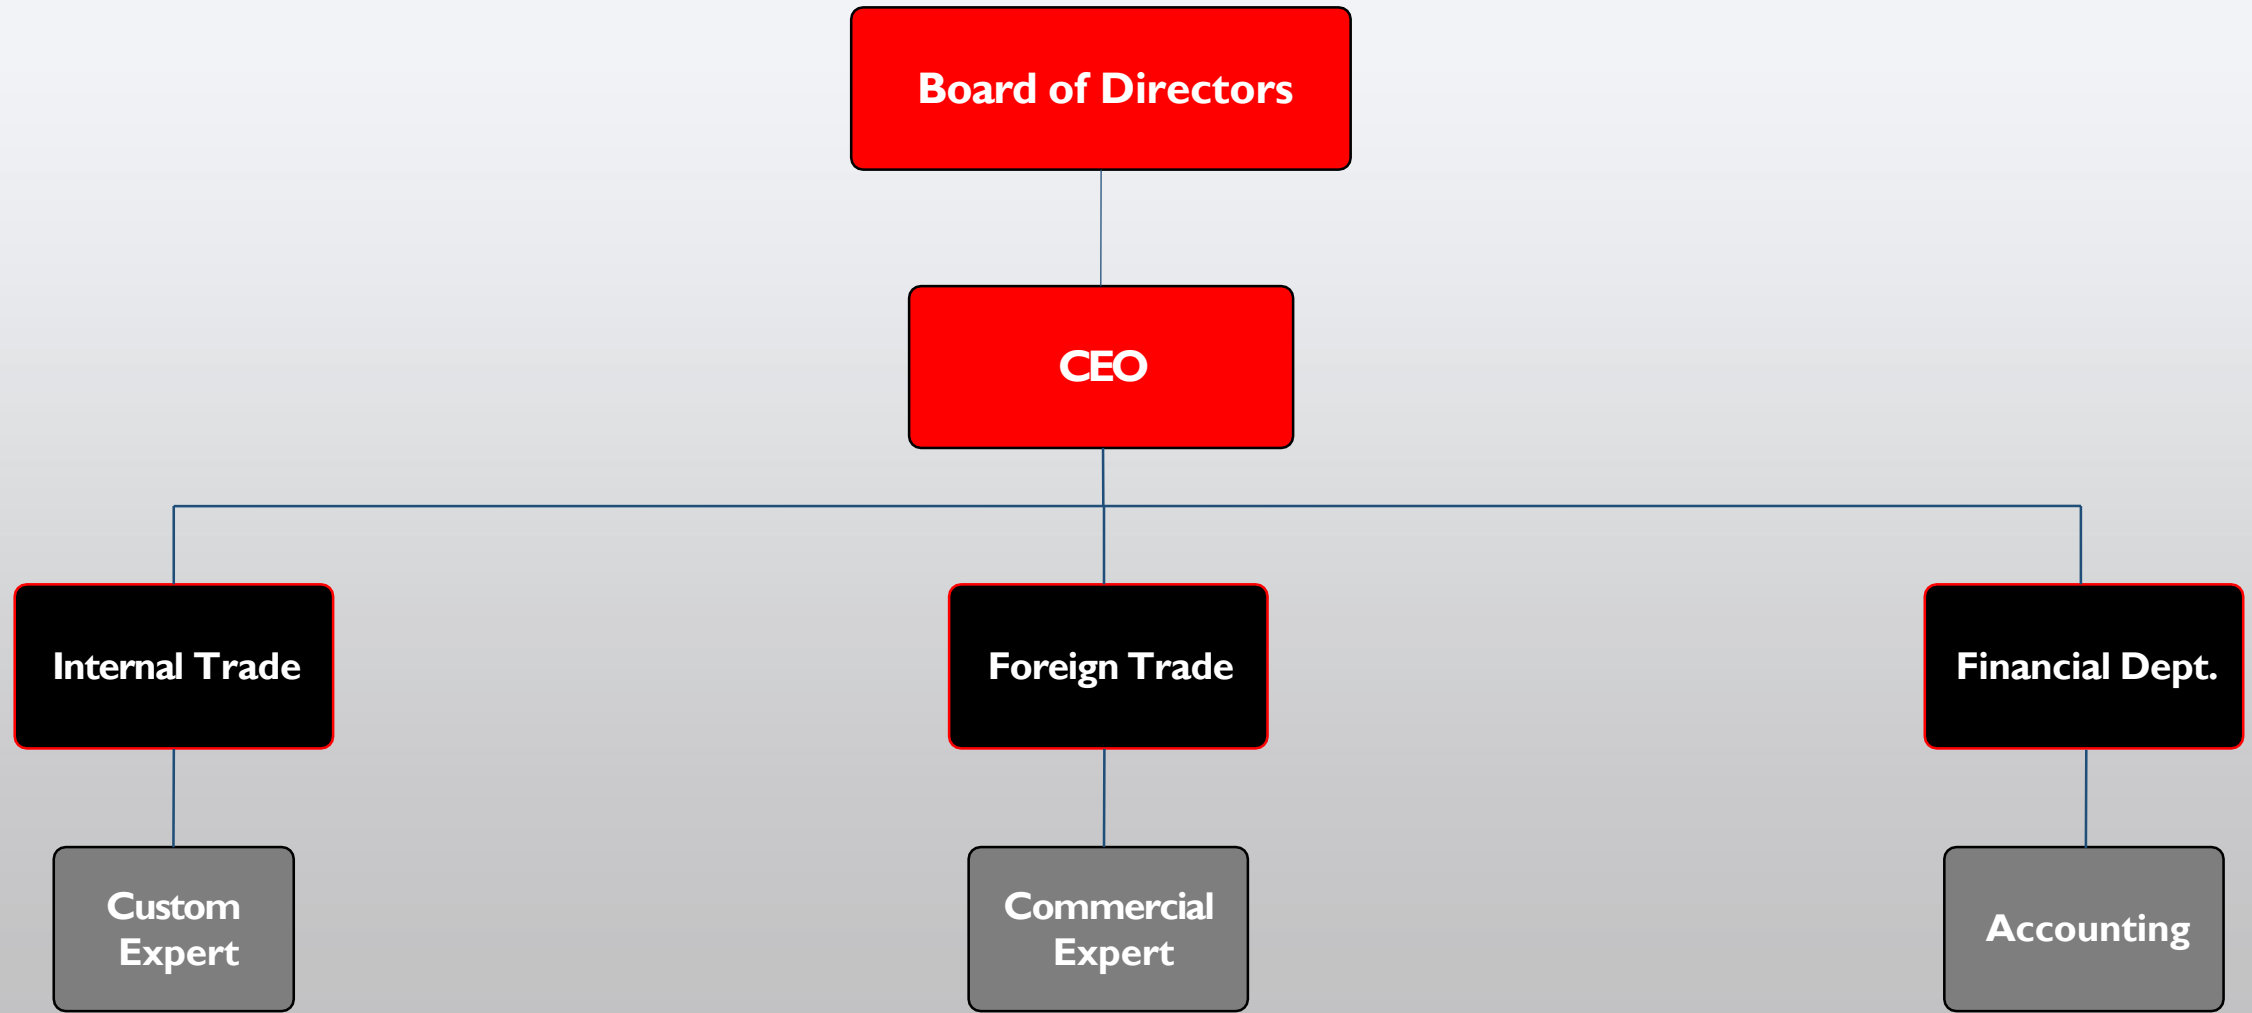 Board of Directors
CEO
Internal Trade
Foreign Trade
Financial Dept.
Custom
Expert
Commercial
Expert
Accounting